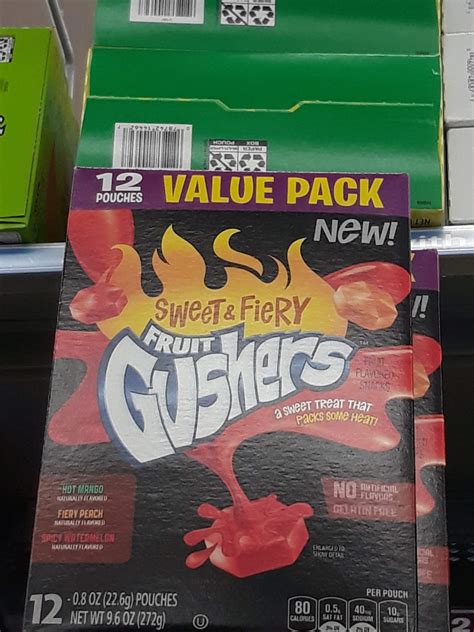 12
POUCHES
VALUE PACK
New!
Sweet & Fiery
FRUIT
Gushers
TM
FRUIT
FLAVORED
SNACKS
A SWEET TREAT THAT
PACKS SOME HEAT!
HOT MANGO
NATURALLY FLAVORED
FIERY PEACH
NATURALLY FLAVORED
SPICY WATERMELON
NATURALLY FLAVORED
NO ARTIFICIAL
FLAVORS
GELATIN FREE
ENLARGED TO
SHOW DETAIL
12 - 0.8 OZ (22.6g) POUCHES
NET WT 9.6 OZ (272g)
U
PER POUCH
80
CALORIES
0.5g
SAT FAT
40mg
SODIUM
10g
SUGARS